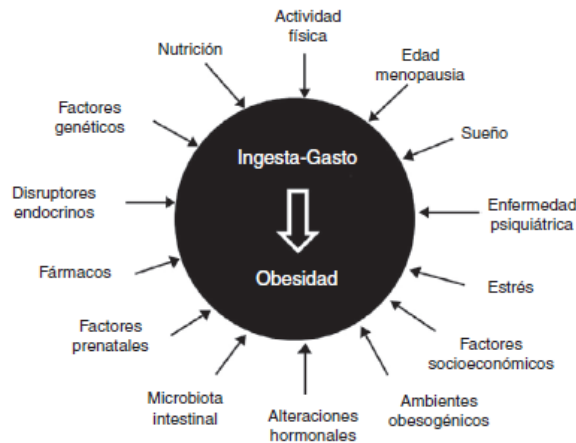 Actividad
física
Nutrición
Edad
menopausia
Factores
genéticos
Sueño
Ingesta-Gasto
Disruptores
endocrinos
Enfermedad
psiquiátrica
Fármacos
Obesidad
Estrés
Factores
prenatales
Factores
socioeconómicos
Microbiota
intestinal
Alteraciones
hormonales
Ambientes
obesogénicos